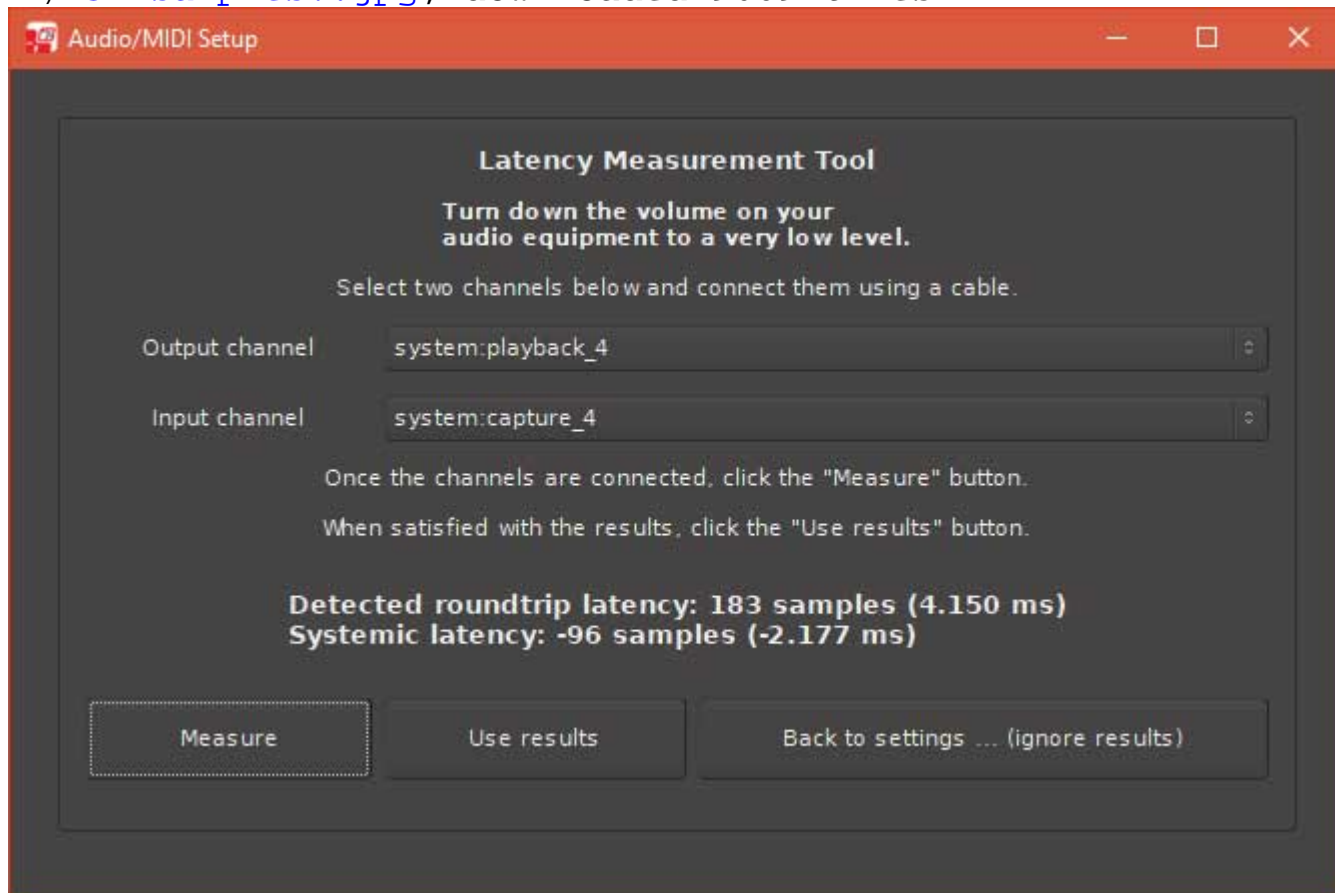 Audio/MIDI Setup
Latency Measurement Tool
Turn down the volume on your
audio equipment to a very low level.
Select two channels below and connect them using a cable.
Output channel system:playback_4
Input channel system:capture_4
Once the channels are connected, click the "Measure" button.
When satisfied with the results, click the "Use results" button.
Detected roundtrip latency: 183 samples (4.150 ms)
Systemic latency: -96 samples (-2.177 ms)
Measure Use results Back to settings ... (ignore results)